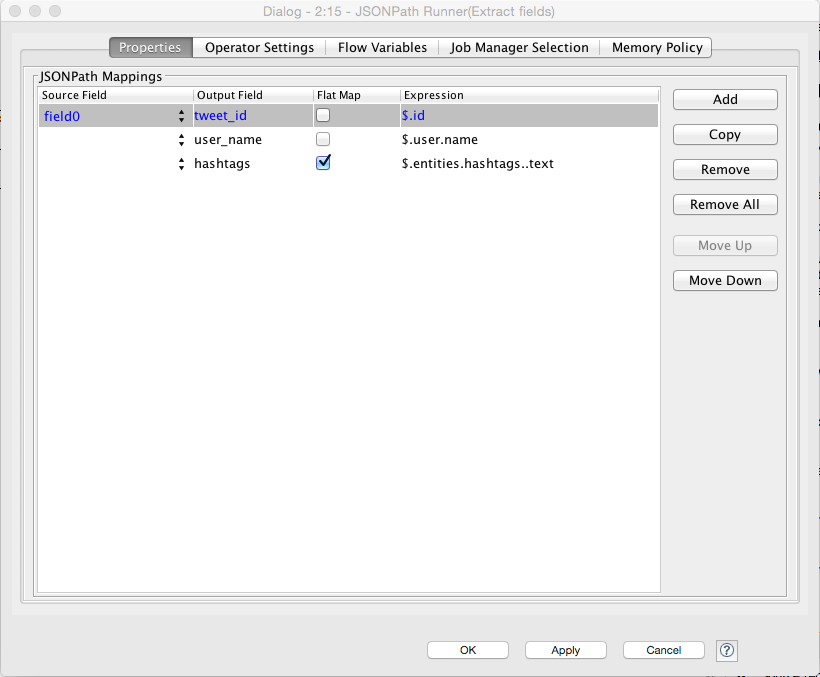 Dialog - 2:15 - JSONPath Runner(Extract fields)
Properties Operator Settings Flow Variables Job Manager Selection Memory Policy
JSONPath Mappings
Source Field Output Field Flat Map Expression
field0 tweet_id $.id
user_name $.user.name
hashtags $.entities.hashtags..text
Add
Copy
Remove
Remove All
Move Up
Move Down
OK Apply Cancel ?